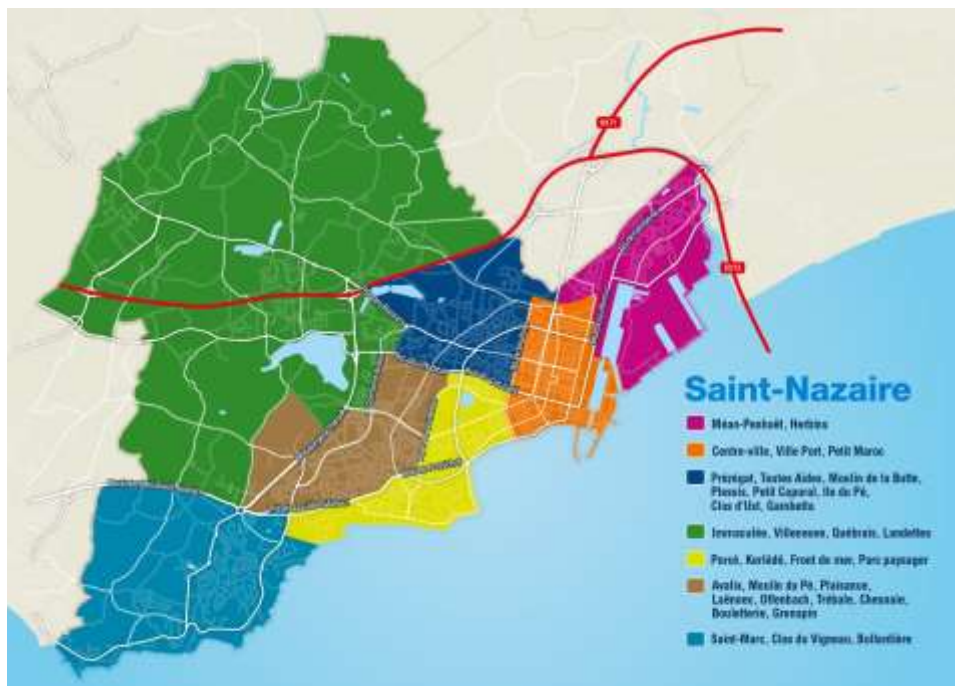 N171
N171
Saint-Nazaire
Méan-Penhoët, Herbins
Centre-ville, Ville Port, Petit Maroc
Prézégat, Toutes Aides, Moulin de la Butte,
Plessis, Petit Caporal, Ile du Pé,
Clos d'Ust, Gambetta
Immaculée, Villeneuve, Québrais, Landettes
Porcé, Kerlédé, Front de mer, Parc paysager
Avalix, Moulin du Pé, Plaisance,
Laënnec, Offenbach, Trébale, Chesnaie,
Bouletterie, Grenapin
Saint-Marc, Clos du Vigneau, Bollardière